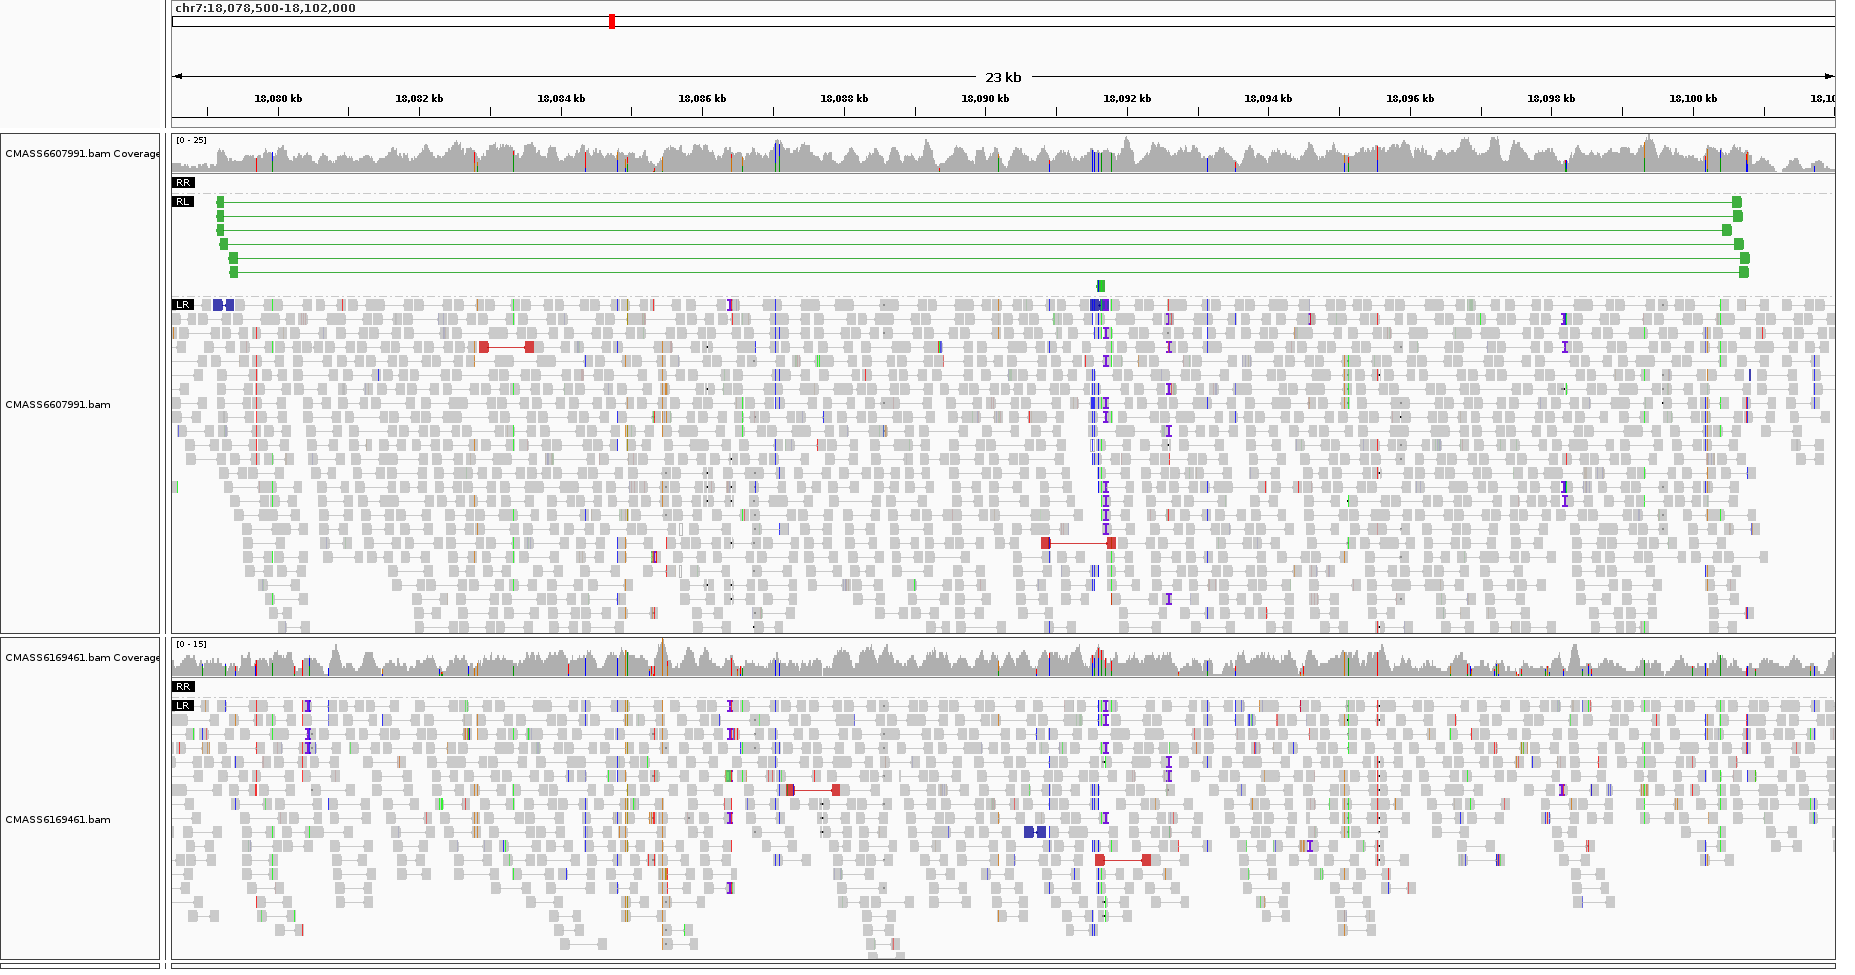 chr7:18,078,500-18,102,000
23 kb
18,080 kb 18,082 kb 18,084 kb 18,086 kb 18,088 kb 18,090 kb 18,092 kb 18,094 kb 18,096 kb 18,098 kb 18,100 kb 18,10
CMASS6607991.bam Coverage
[0 - 25]
RR
RL
LR
CMASS6607991.bam
CMASS6169461.bam Coverage
[0 - 15]
RR
LR
CMASS6169461.bam